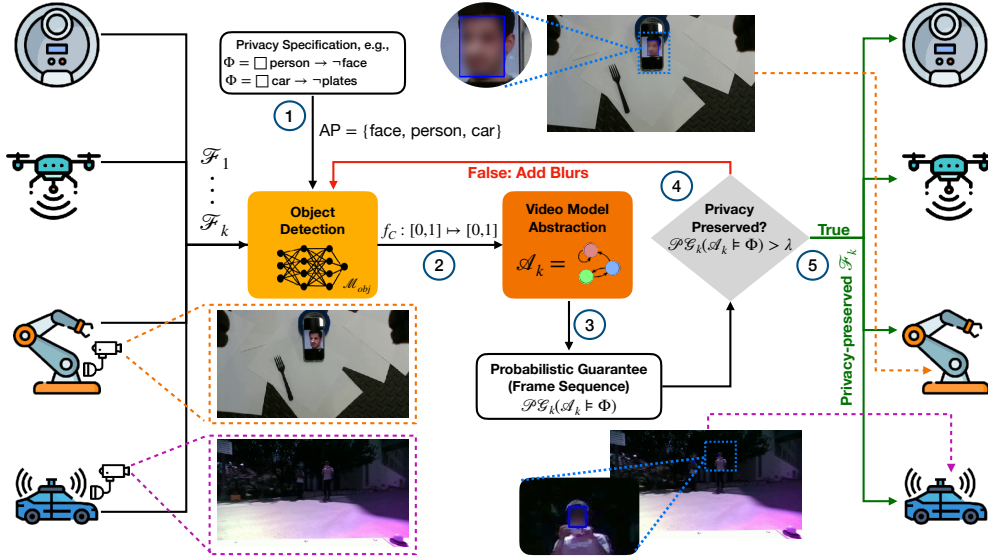 Privacy Specification, e.g.,
Φ = □ person → ¬face
Φ = □ car → ¬plates
1
AP = {face, person, car}
ℱ₁
⋮
ℱₖ
False: Add Blurs
4
Object
Detection
ℳ_obj
f_C : [0,1] ↦ [0,1]
2
Video Model
Abstraction
𝒜ₖ =
Privacy
Preserved?
𝒫𝒢ₖ(𝒜ₖ ⊨ Φ) > λ
True
5
3
Probabilistic Guarantee
(Frame Sequence)
𝒫𝒢ₖ(𝒜ₖ ⊨ Φ)
Privacy-preserved ℱₖ